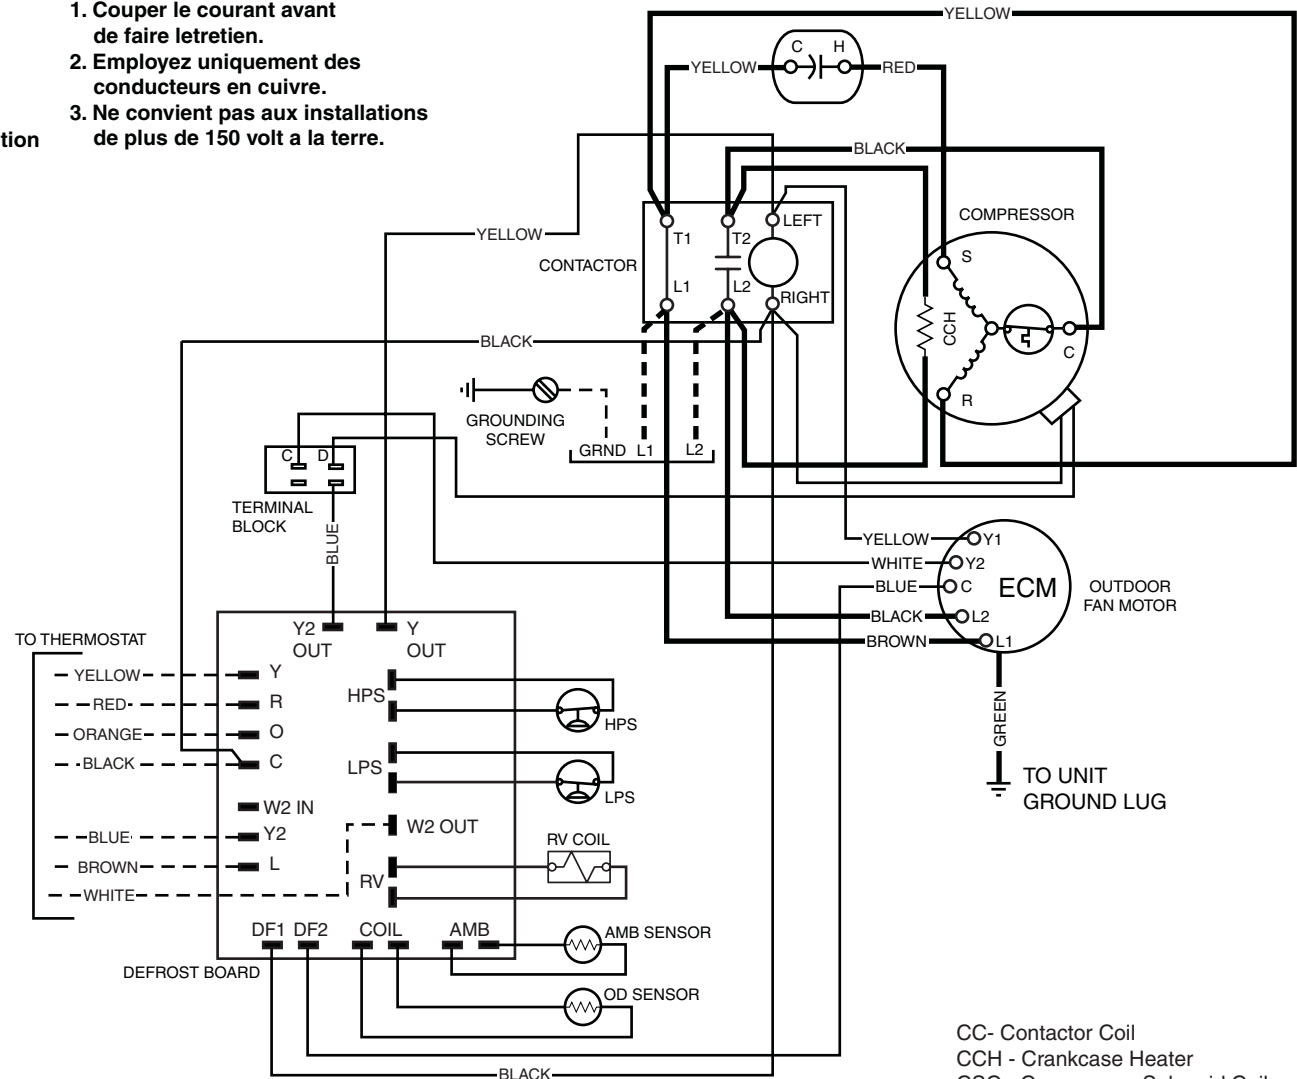 1. Couper le courant avant
de faire letretien.
2. Employez uniquement des
conducteurs en cuivre.
3. Ne convient pas aux installations
de plus de 150 volt a la terre.
tion
YELLOW
C H
YELLOW
RED
BLACK
LEFT
COMPRESSOR
YELLOW
T1
T2
CONTACTOR
S
L1
L2
RIGHT
CCH
BLACK
C
R
GROUNDING
SCREW
GRND L1 L2
C D
TERMINAL
BLOCK
BLUE
YELLOW
Y1
WHITE
Y2
BLUE
C
ECM
OUTDOOR
FAN MOTOR
BLACK
L2
BROWN
L1
GREEN
TO UNIT
GROUND LUG
TO THERMOSTAT
Y2
OUT
Y
OUT
YELLOW
Y
RED
R
ORANGE
O
BLACK
C
W2 IN
BLUE
Y2
BROWN
L
WHITE
HPS
HPS
LPS
LPS
W2 OUT
RV COIL
RV
DF1 DF2 COIL AMB
AMB SENSOR
DEFROST BOARD
OD SENSOR
BLACK
CC- Contactor Coil
CCH - Crankcase Heater